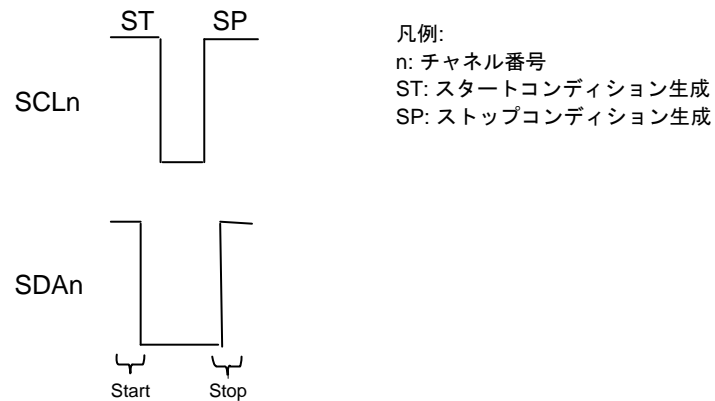 ST SP
SCLn
凡例:
n: チャネル番号
ST: スタートコンディション生成
SP: ストップコンディション生成
SDAn
Start Stop